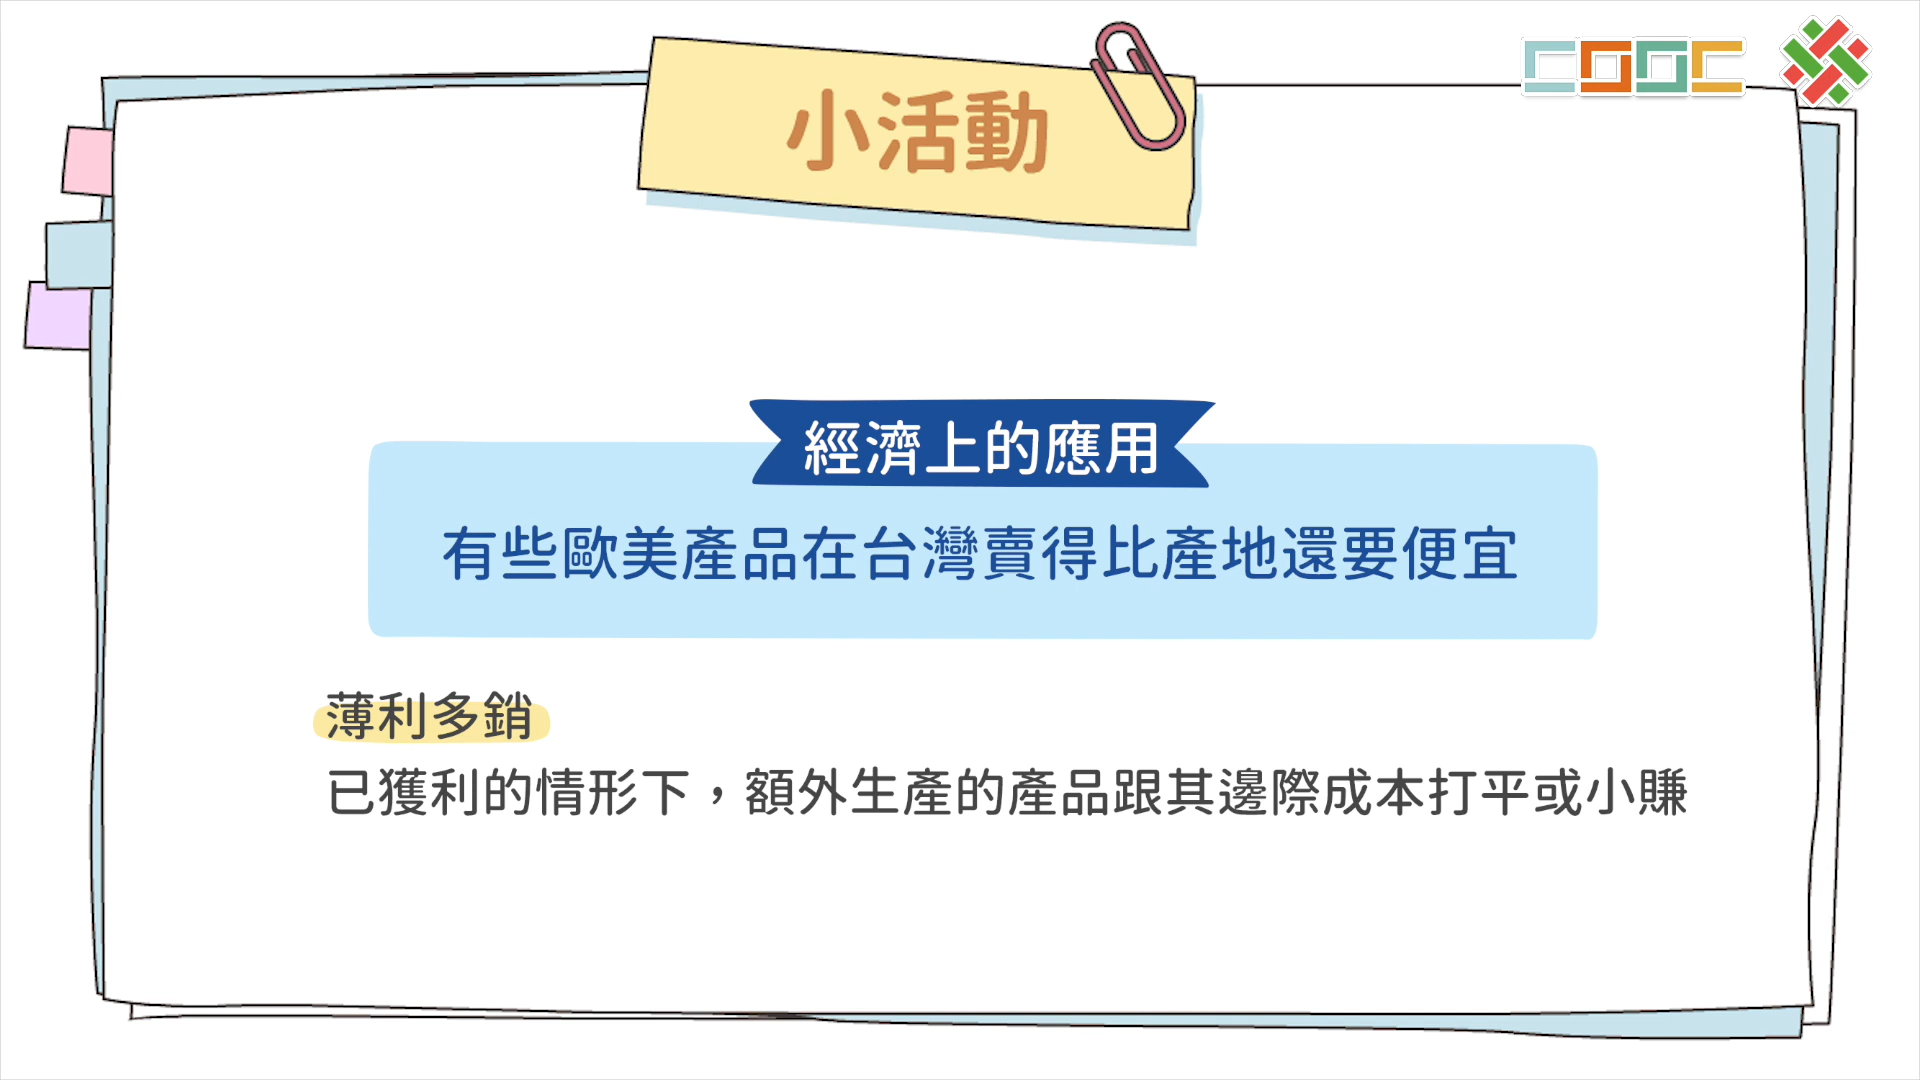 COOC
小活動
經濟上的應用
有些歐美產品在台灣賣得比產地還要便宜
薄利多銷
已獲利的情形下，額外生產的產品跟其邊際成本打平或小賺